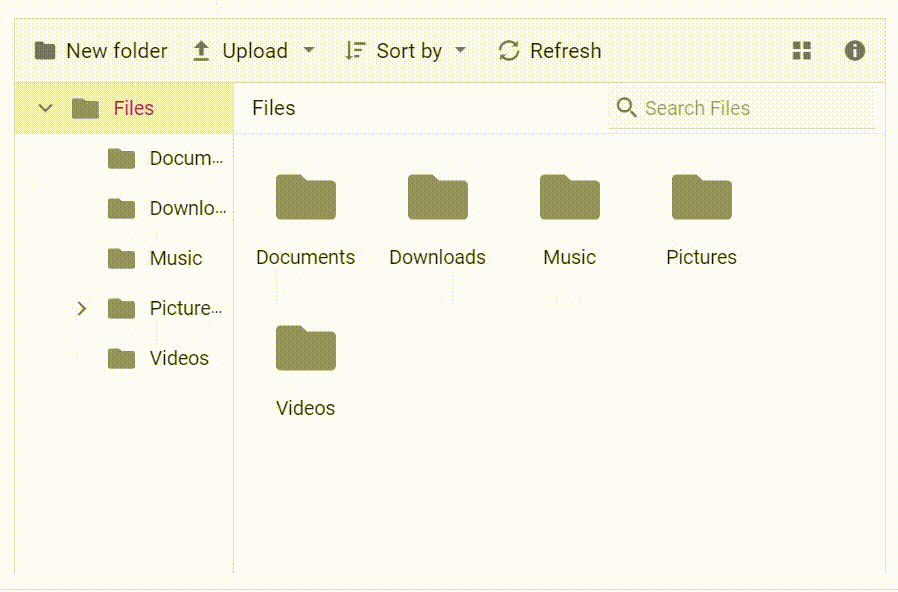 New folder Upload Sort by Refresh
Files
Files Search Files
Docum...
Downlo...
Music
Picture...
Videos
Documents Downloads Music Pictures
Videos